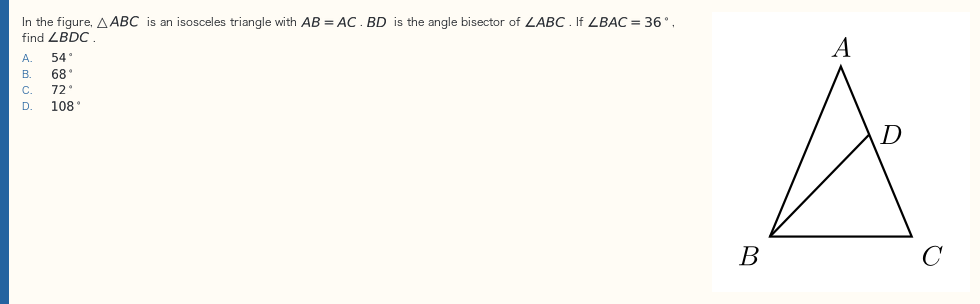 In the figure, △ABC is an isosceles triangle with AB = AC . BD is the angle bisector of ∠ABC . If ∠BAC = 36° ,
find ∠BDC .
A. 54°
B. 68°
C. 72°
D. 108°
A
D
B C